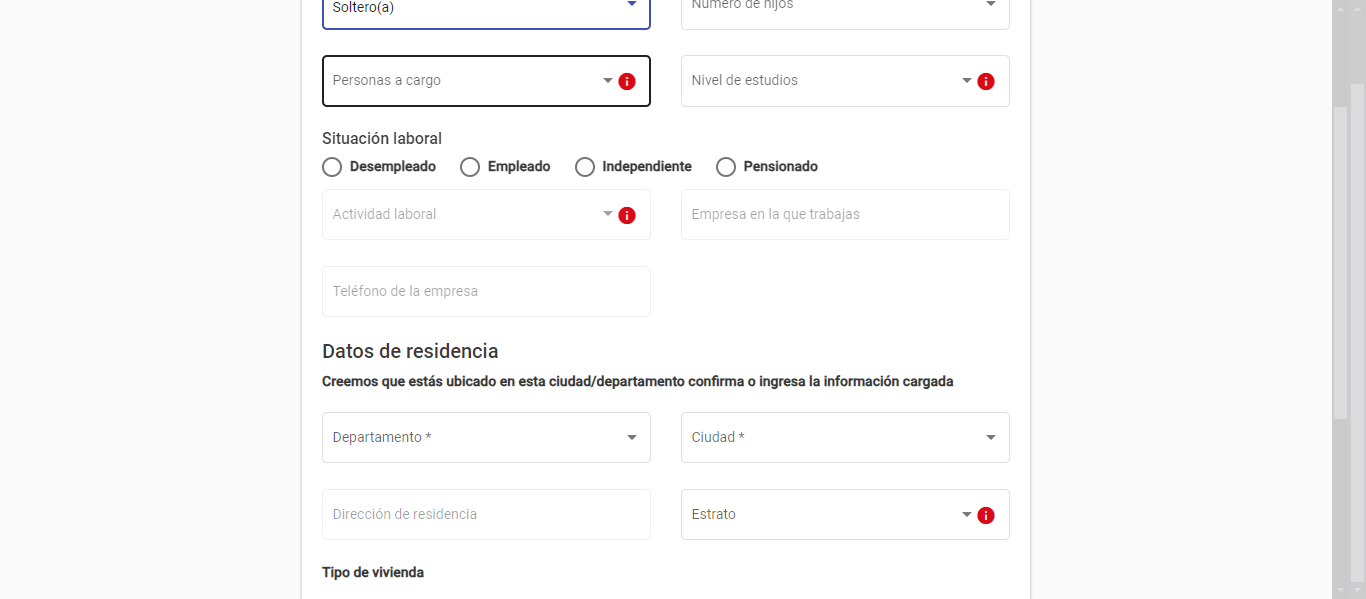 Soltero(a)
Número de hijos
Personas a cargo
Nivel de estudios
Situación laboral
Desempleado
Empleado
Independiente
Pensionado
Actividad laboral
Empresa en la que trabajas
Teléfono de la empresa
Datos de residencia
Creemos que estás ubicado en esta ciudad/departamento confirma o ingresa la información cargada
Departamento *
Ciudad *
Dirección de residencia
Estrato
Tipo de vivienda